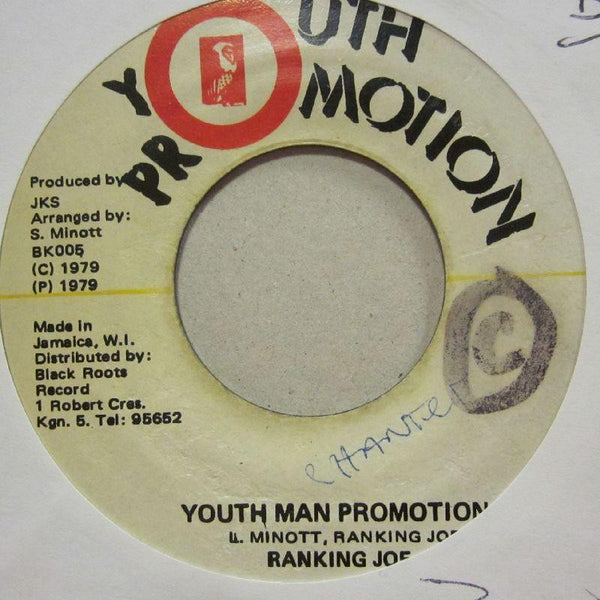 YOUTH
PROMOTION
Produced by
JKS
Arranged by:
S. Minott
BK005
(C) 1979
(P) 1979
Made in
Jamaica, W.I.
Distributed by:
Black Roots
Record
1 Robert Cres.
Kgn. 5. Tel: 95652
C
YOUTH MAN PROMOTION
L. MINOTT, RANKING JOE
RANKING JOE